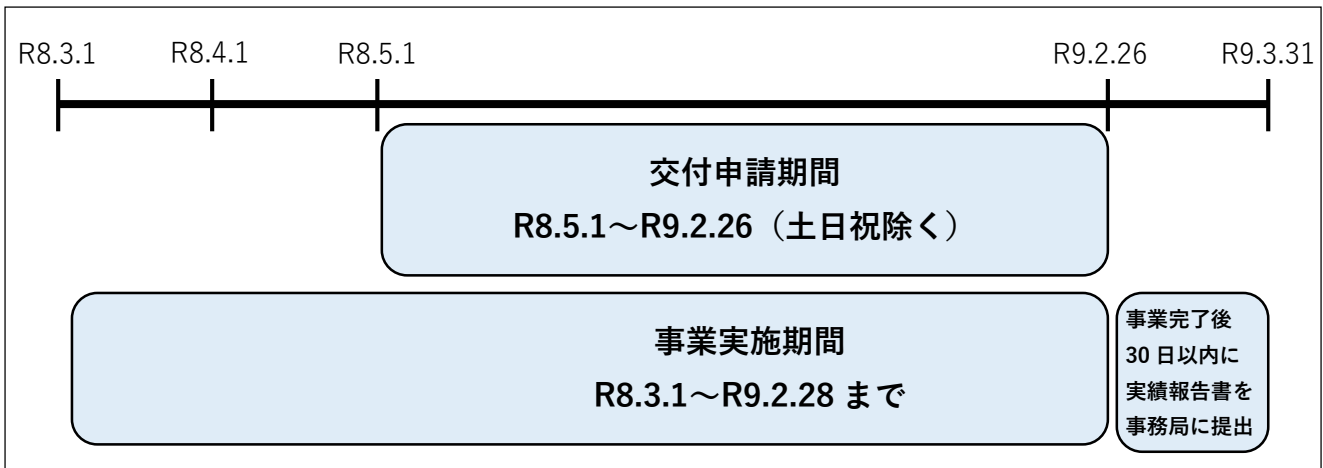 R8.3.1
R8.4.1
R8.5.1
R9.2.26
R9.3.31
交付申請期間
R8.5.1～R9.2.26（土日祝除く）
事業実施期間
R8.3.1～R9.2.28 まで
事業完了後
30 日以内に
実績報告書を
事務局に提出